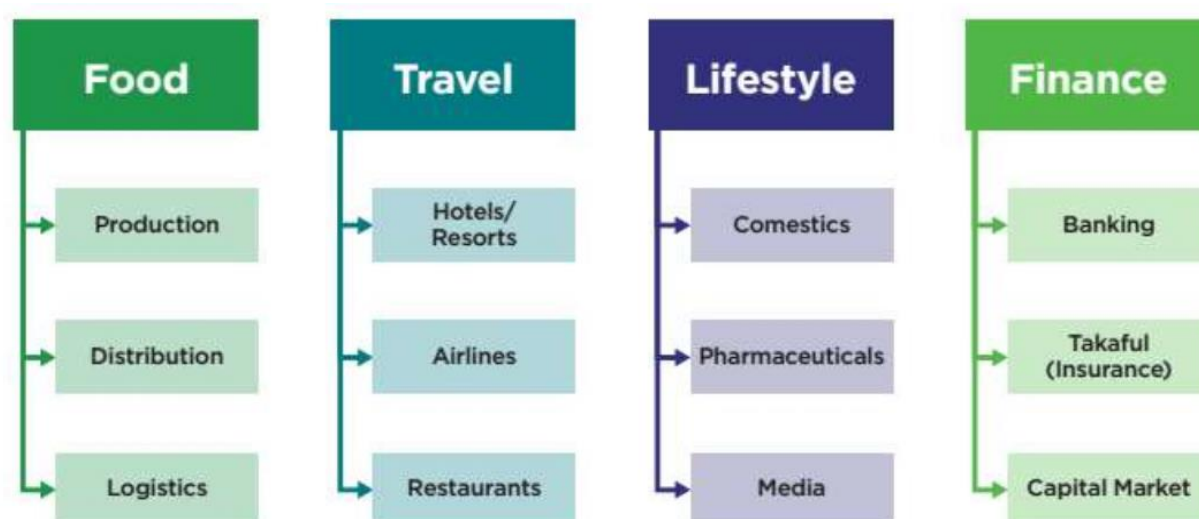 Food
Production
Distribution
Logistics
Travel
Hotels/
Resorts
Airlines
Restaurants
Lifestyle
Comestics
Pharmaceuticals
Media
Finance
Banking
Takaful
(Insurance)
Capital Market